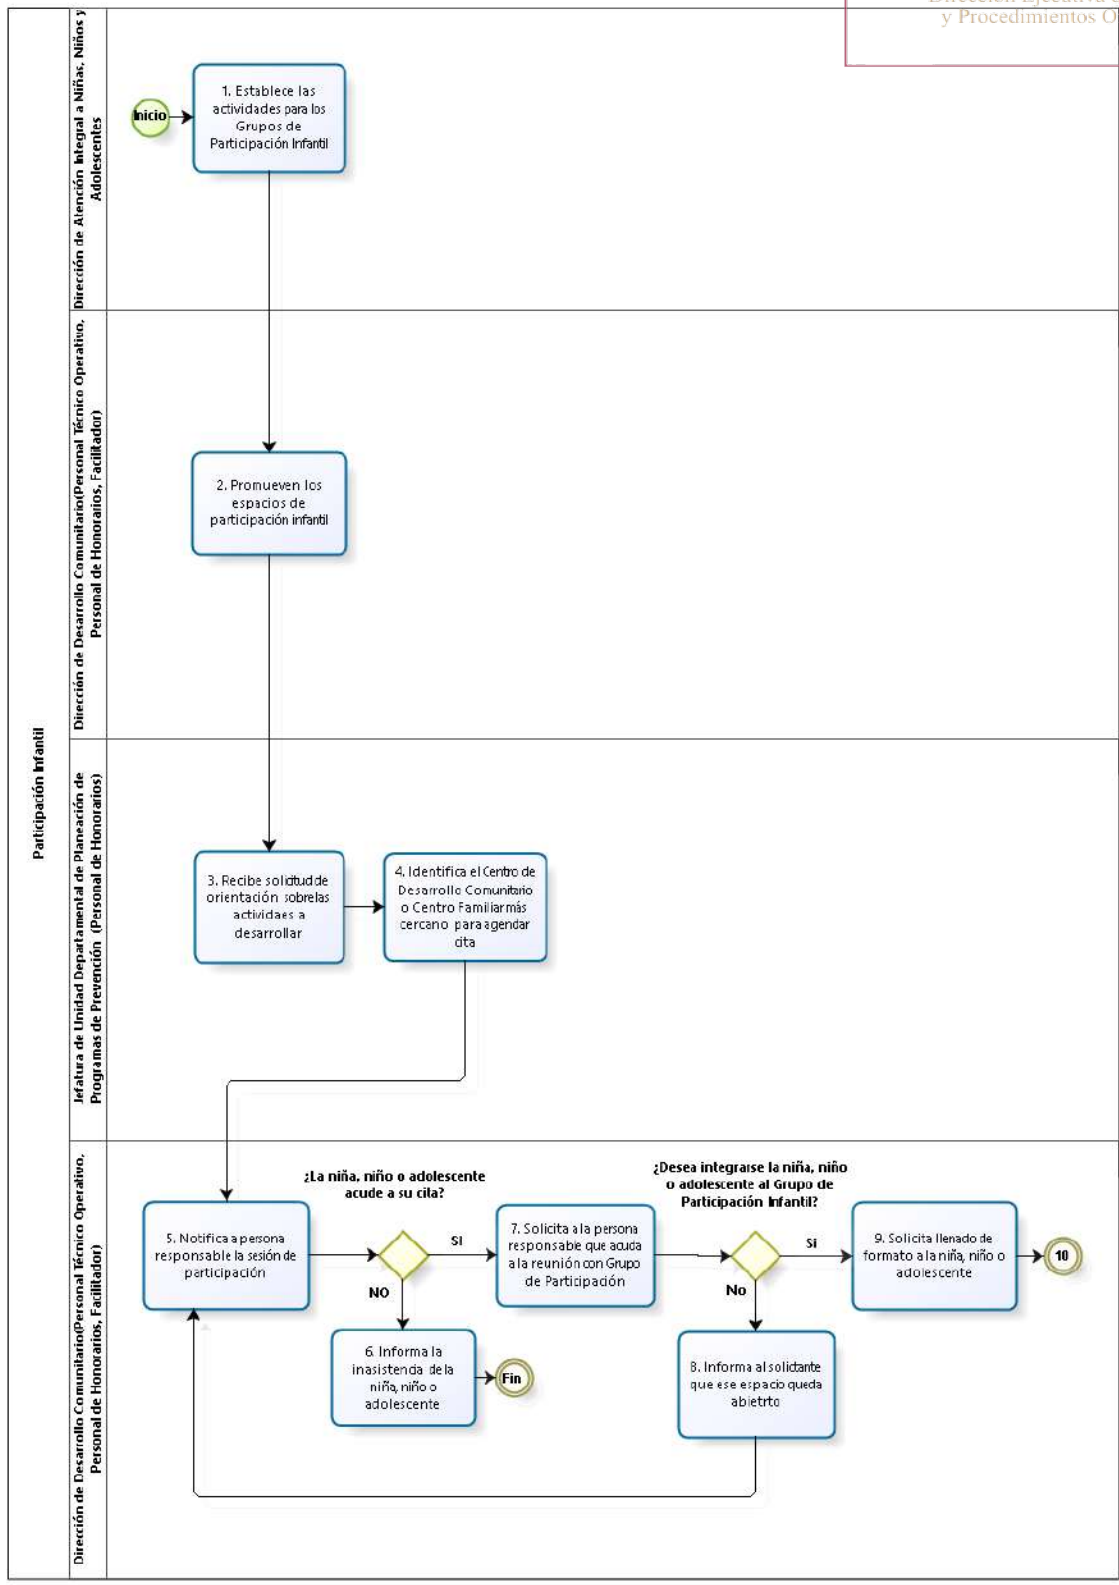 y Procedimientos O
Participación Infantil
Dirección de Atención Integral a Niñas, Niños y
Adolescentes
Inicio
1. Establece las
actividades para los
Grupos de
Participación Infantil
Dirección de Desarrollo Comunitario(Personal Técnico Operativo,
Personal de Honorarios, Facilitador)
2. Promueven los
espacios de
participación infantil
Jefatura de Unidad Departamental de Planeación de
Programas de Prevención (Personal de Honorarios)
3. Recibe solicitud de
orientación sobrelas
actividaes a
desarrollar
4. Identifica el Centro de
Desarrollo Comunitario
o Centro Familiar más
cercano para agendar
cita
Dirección de Desarrollo Comunitario(Personal Técnico Operativo,
Personal de Honorarios, Facilitador)
5. Notifica a persona
responsable la sesión de
participación
¿La niña, niño o adolescente
acude a su cita?
SI
NO
6. Informa la
inasistencia de la
niña, niño o
adolescente
Fin
7. Solicita a la persona
responsable que acuda
a la reunión con Grupo
de Participación
¿Desea integrarse la niña, niño
o adolescente al Grupo de
Participación Infantil?
Si
No
8. Informa al solicitante
que ese espacio queda
abietrto
9. Solicita llenado de
formato a la niña, niño o
adolescente
10